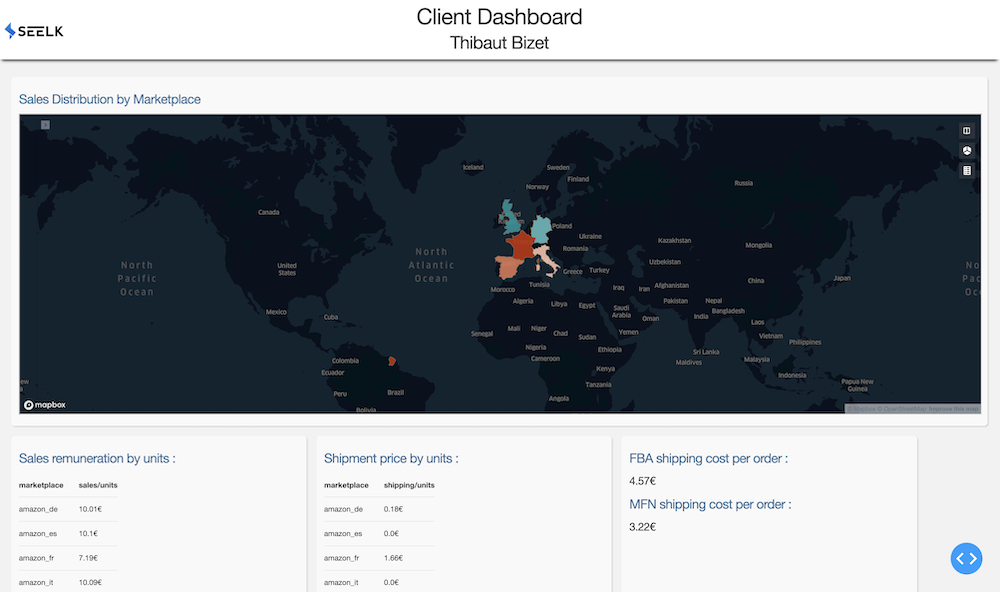 SEELK
Client Dashboard
Thibaut Bizet
Sales Distribution by Marketplace
Iceland
Sweden
Finland
Norway
Russia
Canada
Poland
Ukraine
Kazakhstan
Mongolia
Romania
North
Pacific
Ocean
United
States
North
Atlantic
Ocean
Uzbekistan
Greece
Turkey
China
Japan
Morocco
Tunisia
Iraq
Iran
Afghanistan
Algeria
Libya
Egypt
Saudi
Arabia
Pakistan
Nepal
Bangladesh
Mexico
Cuba
Oman
India
Laos
Senegal
Mali
Niger
Chad
Sudan
Yemen
Vietnam
Philippines
Nigeria
Cameroon
Ethiopia
Sri Lanka
Maldives
Malaysia
Colombia
Ecuador
Kenya
Indonesia
Peru
Brazil
Tanzania
Papua New
Guinea
Angola
Bolivia
mapbox
© Mapbox © OpenStreetMap Improve this map
Sales remuneration by units :
marketplace sales/units
amazon_de 10.01€
amazon_es 10.1€
amazon_fr 7.19€
amazon_it 10.09€
Shipment price by units :
marketplace shipping/units
amazon_de 0.18€
amazon_es 0.0€
amazon_fr 1.66€
amazon_it 0.0€
FBA shipping cost per order :
4.57€
MFN shipping cost per order :
3.22€